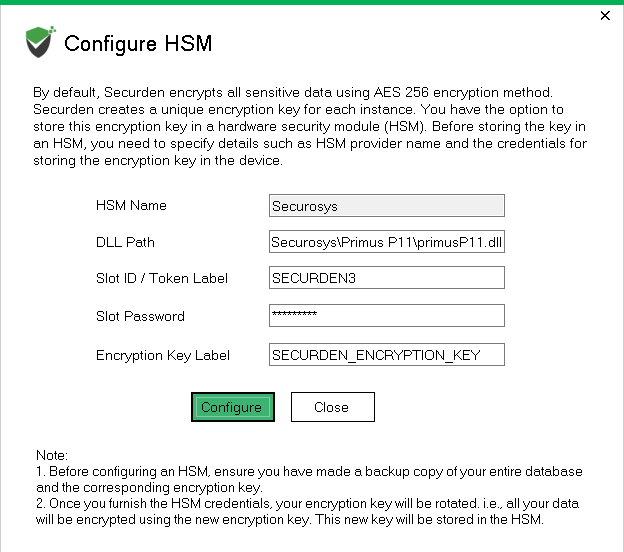 Configure HSM
By default, Securden encrypts all sensitive data using AES 256 encryption method.
Securden creates a unique encryption key for each instance. You have the option to
store this encryption key in a hardware security module (HSM). Before storing the key in
an HSM, you need to specify details such as HSM provider name and the credentials for
storing the encryption key in the device.
HSM Name
Securosys
DLL Path
Securosys\Primus P11\primusP11.dll
Slot ID / Token Label
SECURDEN3
Slot Password
*********
Encryption Key Label
SECURDEN_ENCRYPTION_KEY
Configure
Close
Note:
1. Before configuring an HSM, ensure you have made a backup copy of your entire database
and the corresponding encryption key.
2. Once you furnish the HSM credentials, your encryption key will be rotated. i.e., all your data
will be encrypted using the new encryption key. This new key will be stored in the HSM.